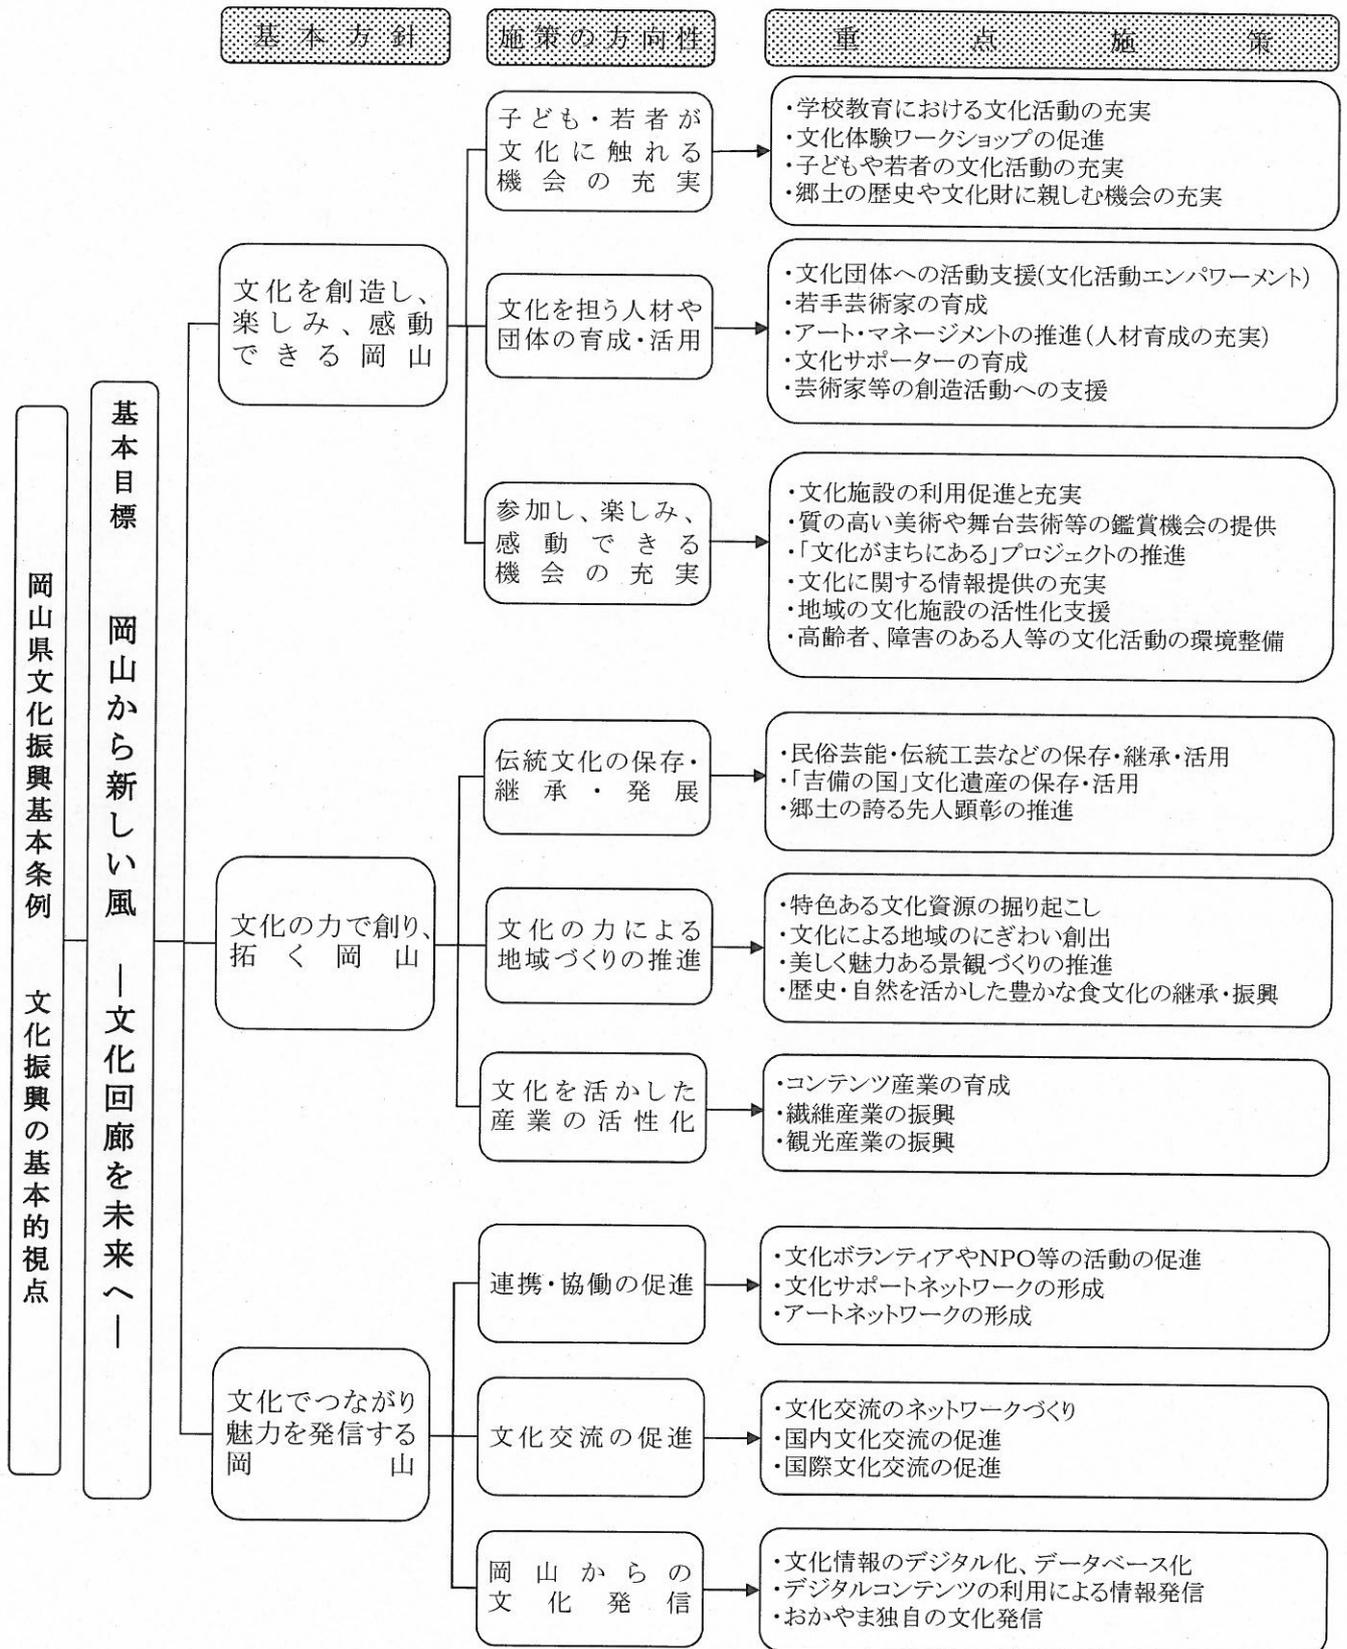 基本方針
施策の方向性
重点施策
岡山県文化振興基本条例　文化振興の基本的視点
基本目標　岡山から新しい風　―文化回廊を未来へ―
文化を創造し、
楽しみ、感動
できる岡山
子ども・若者が
文化に触れる
機会の充実
・学校教育における文化活動の充実
・文化体験ワークショップの促進
・子どもや若者の文化活動の充実
・郷土の歴史や文化財に親しむ機会の充実
文化を担う人材や
団体の育成・活用
・文化団体への活動支援(文化活動エンパワーメント)
・若手芸術家の育成
・アート・マネージメントの推進(人材育成の充実)
・文化サポーターの育成
・芸術家等の創造活動への支援
参加し、楽しみ、
感動できる
機会の充実
・文化施設の利用促進と充実
・質の高い美術や舞台芸術等の鑑賞機会の提供
・「文化がまちにある」プロジェクトの推進
・文化に関する情報提供の充実
・地域の文化施設の活性化支援
・高齢者、障害のある人等の文化活動の環境整備
文化の力で創り、
拓く岡山
伝統文化の保存・
継承・発展
・民俗芸能・伝統工芸などの保存・継承・活用
・「吉備の国」文化遺産の保存・活用
・郷土の誇る先人顕彰の推進
文化の力による
地域づくりの推進
・特色ある文化資源の掘り起こし
・文化による地域のにぎわい創出
・美しく魅力ある景観づくりの推進
・歴史・自然を活かした豊かな食文化の継承・振興
文化を活かした
産業の活性化
・コンテンツ産業の育成
・繊維産業の振興
・観光産業の振興
文化でつながり
魅力を発信する
岡山
連携・協働の促進
・文化ボランティアやNPO等の活動の促進
・文化サポートネットワークの形成
・アートネットワークの形成
文化交流の促進
・文化交流のネットワークづくり
・国内文化交流の促進
・国際文化交流の促進
岡山からの
文化発信
・文化情報のデジタル化、データベース化
・デジタルコンテンツの利用による情報発信
・おかやま独自の文化発信